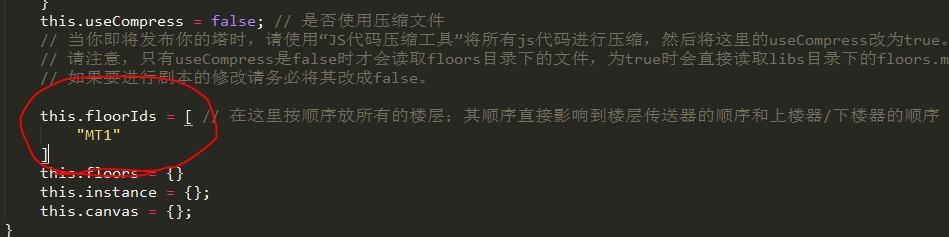 }
this.useCompress = false; // 是否使用压缩文件
// 当你即将发布你的塔时，请使用“JS代码压缩工具”将所有js代码进行压缩，然后将这里的useCompress改为true。
// 请注意，只有useCompress是false时才会读取floors目录下的文件，为true时会直接读取libs目录下的floors.m
// 如果要进行剧本的修改请务必将其改成false。
this.floorIds = [ // 在这里按顺序放所有的楼层；其顺序直接影响到楼层传送器的顺序和上楼器/下楼器的顺序
"MT1"
]
this.floors = {}
this.instance = {};
this.canvas = {};
}